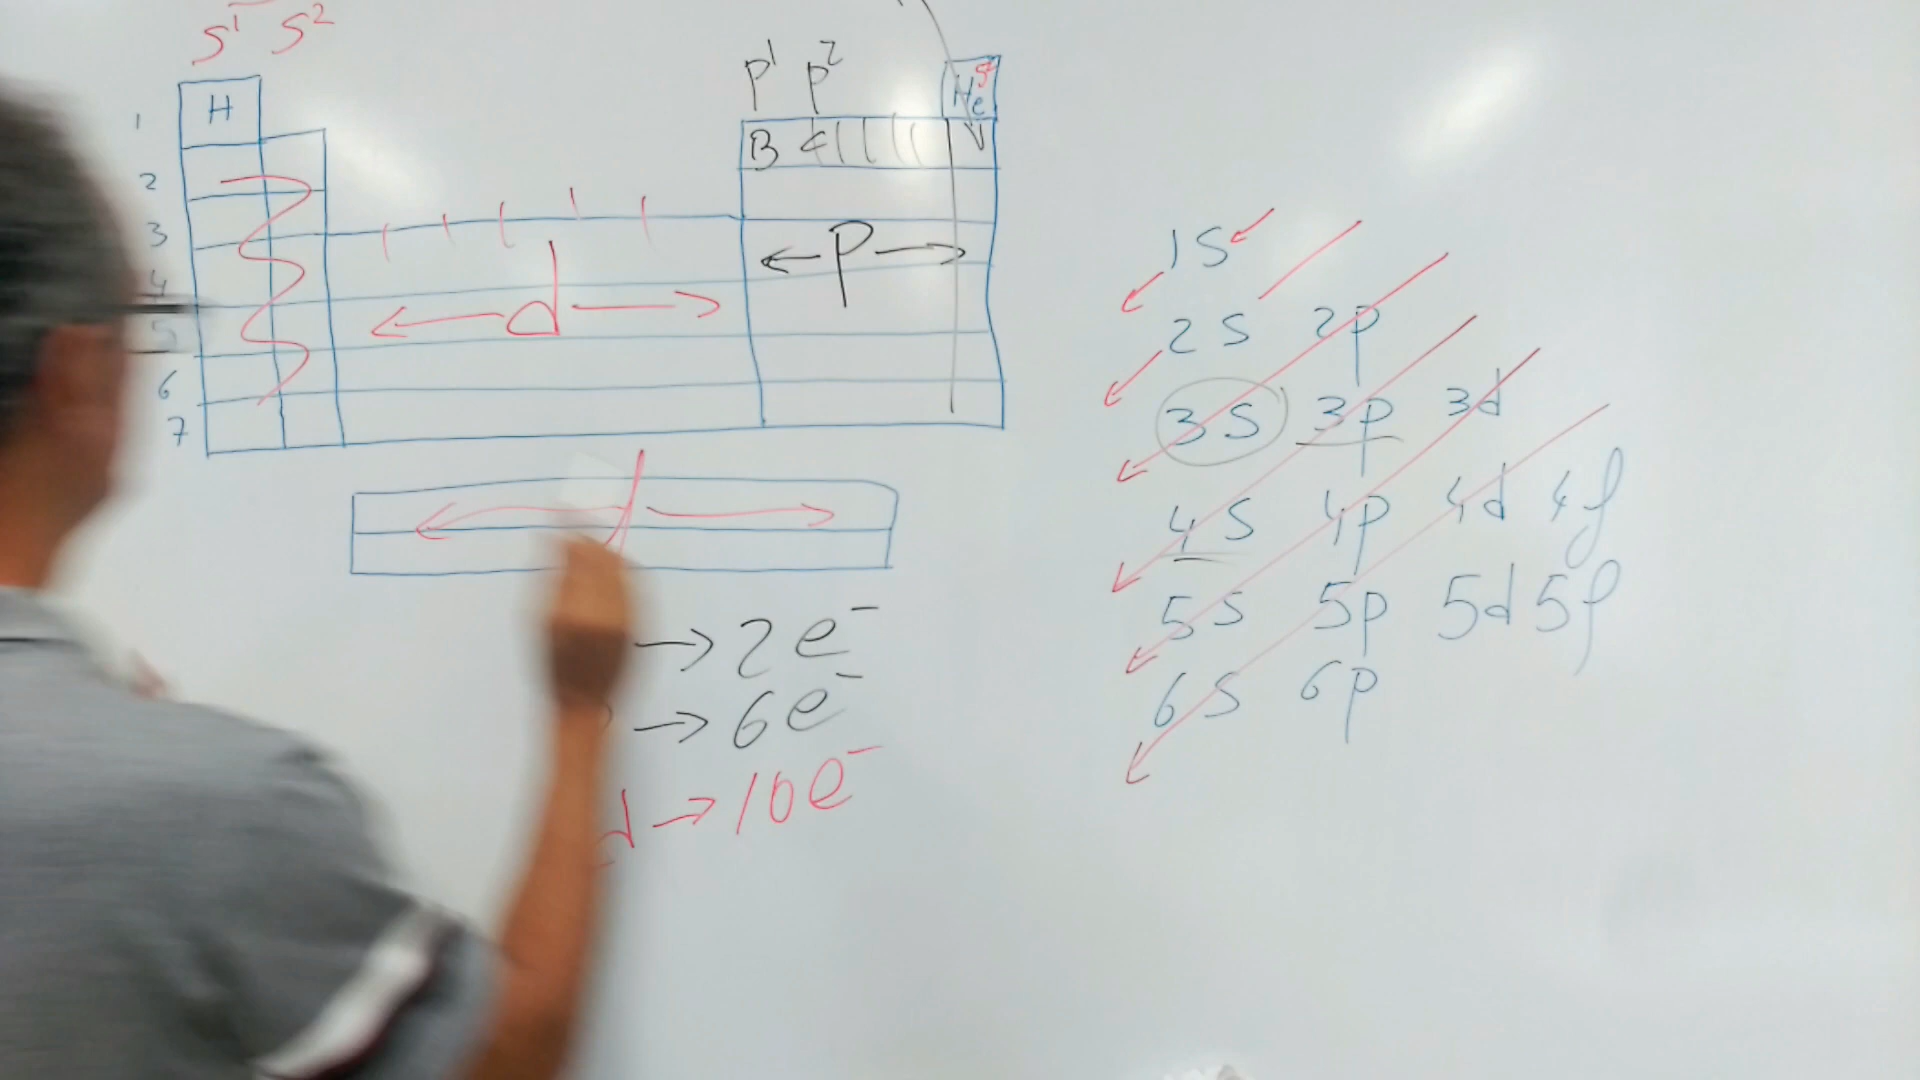 s¹ s²
p¹ p²
H
He s²
1
B C
2
3
p
4
d
5
6
7
→ 2e⁻
→ 6e⁻
d → 10e⁻
1s
2s 2p
3s 3p 3d
4s 4p 4d 4f
5s 5p 5d 5f
6s 6p